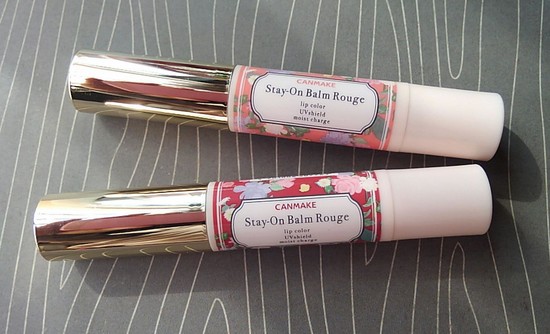 CANMAKE
Stay-On Balm Rouge
lip color
UVshield
moist charge
CANMAKE
Stay-On Balm Rouge
lip color
UVshield
moist charge